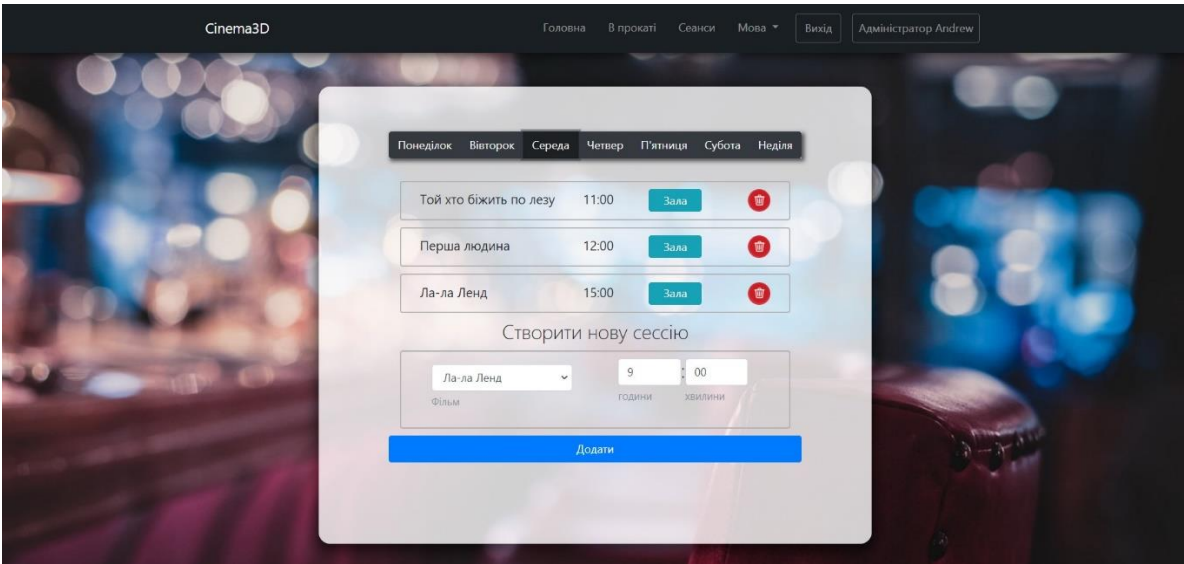 Cinema3D Головна В прокаті Сеанси Мова Вихід Адміністратор Andrew
Понеділок Вівторок Середа Четвер П'ятниця Субота Неділя
Той хто біжить по лезу 11:00 Зала
Перша людина 12:00 Зала
Ла-ла Ленд 15:00 Зала
Створити нову сессію
Ла-ла Ленд 9 : 00
Фільм години хвилини
Додати